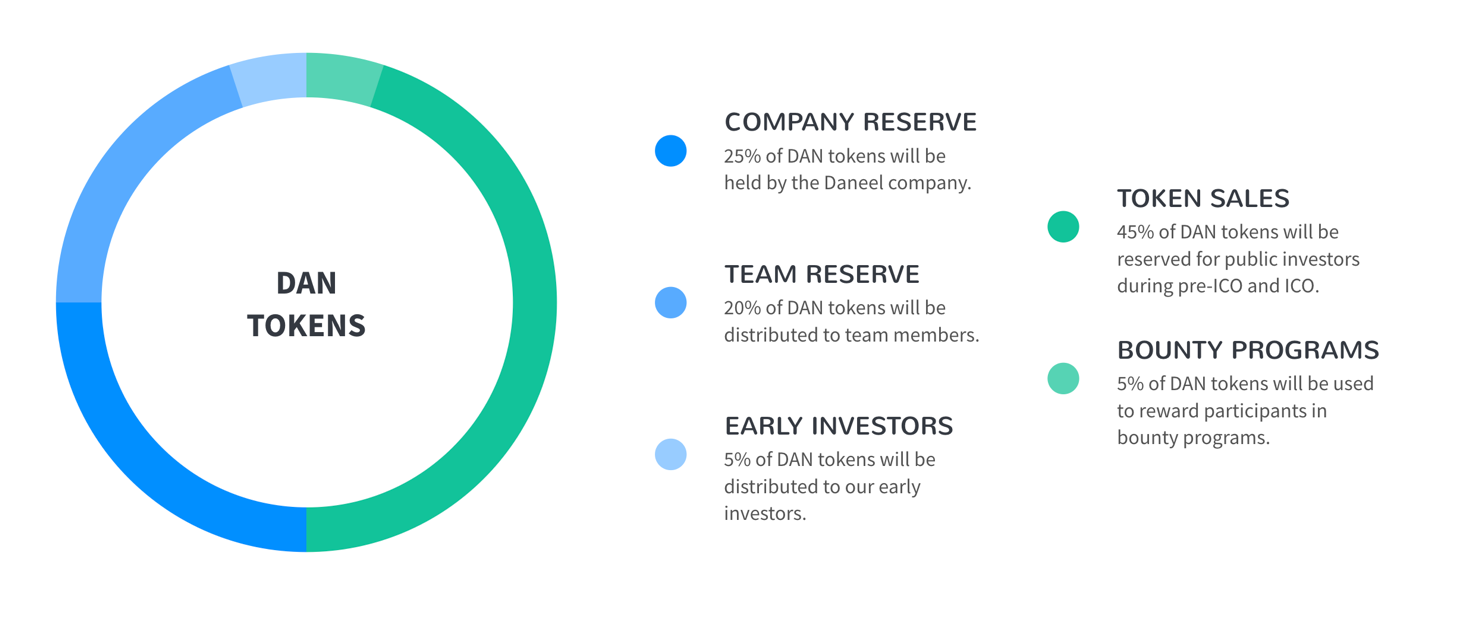 DAN
TOKENS
COMPANY RESERVE
25% of DAN tokens will be
held by the Daneel company.
TEAM RESERVE
20% of DAN tokens will be
distributed to team members.
EARLY INVESTORS
5% of DAN tokens will be
distributed to our early
investors.
TOKEN SALES
45% of DAN tokens will be
reserved for public investors
during pre-ICO and ICO.
BOUNTY PROGRAMS
5% of DAN tokens will be used
to reward participants in
bounty programs.